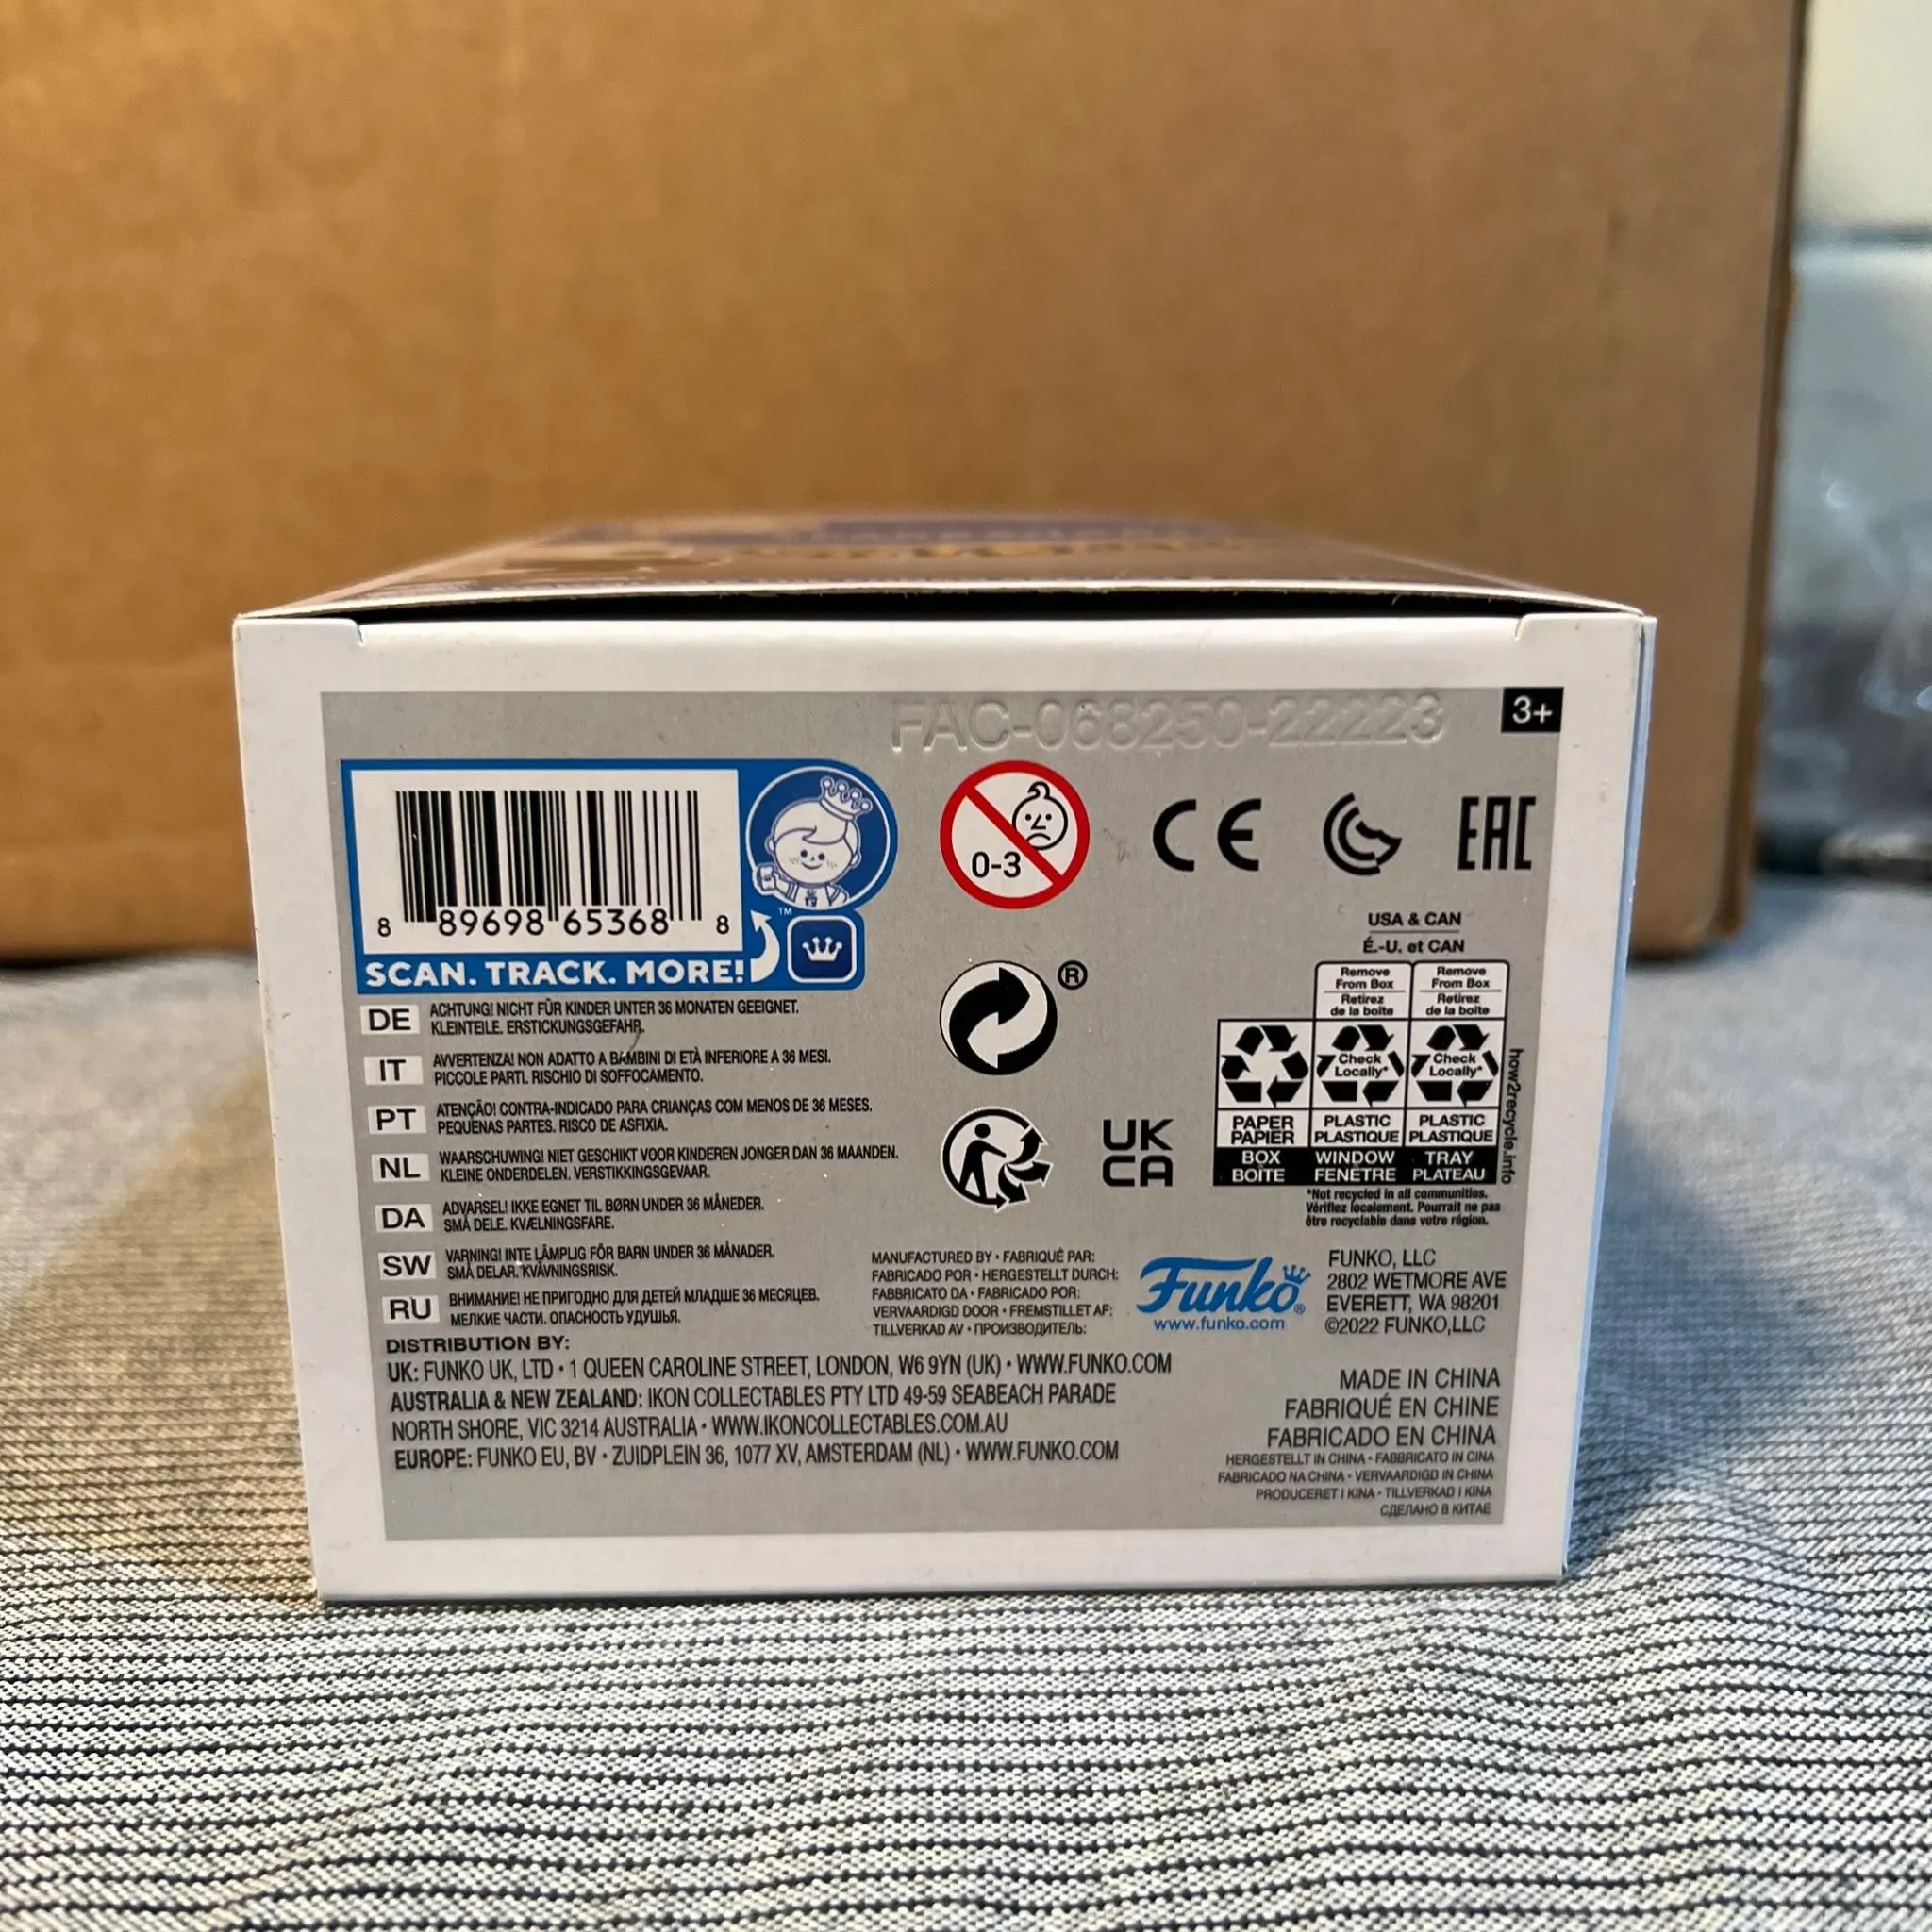 FAC-068250-22223
3+
8 89698 65368 8
TM
SCAN. TRACK. MORE!
0-3
CE
EAC
DE ACHTUNG! NICHT FÜR KINDER UNTER 36 MONATEN GEEIGNET.
KLEINTEILE. ERSTICKUNGSGEFAHR.
IT AVVERTENZA! NON ADATTO A BAMBINI DI ETÀ INFERIORE A 36 MESI.
PICCOLE PARTI. RISCHIO DI SOFFOCAMENTO.
PT ATENÇÃO! CONTRA-INDICADO PARA CRIANÇAS COM MENOS DE 36 MESES.
PEQUENAS PARTES. RISCO DE ASFIXIA.
NL WAARSCHUWING! NIET GESCHIKT VOOR KINDEREN JONGER DAN 36 MAANDEN.
KLEINE ONDERDELEN. VERSTIKKINGSGEVAAR.
DA ADVARSEL! IKKE EGNET TIL BØRN UNDER 36 MÅNEDER.
SMÅ DELE. KVÆLNINGSFARE.
SW VARNING! INTE LÄMPLIG FÖR BARN UNDER 36 MÅNADER.
SMÅ DELAR. KVÄVNINGSRISK.
RU ВНИМАНИЕ! НЕ ПРИГОДНО ДЛЯ ДЕТЕЙ МЛАДШЕ 36 МЕСЯЦЕВ.
МЕЛКИЕ ЧАСТИ. ОПАСНОСТЬ УДУШЬЯ.
®
UK
CA
USA & CAN
É.-U. et CAN
Remove
From Box
Retirez
de la boîte
Remove
From Box
Retirez
de la boîte
Check
Locally*
Check
Locally*
PAPER
PAPIER
PLASTIC
PLASTIQUE
PLASTIC
PLASTIQUE
BOX
BOÎTE
WINDOW
FENÊTRE
TRAY
PLATEAU
how2recycle.info
*Not recycled in all communities.
Vérifiez localement. Pourrait ne pas
être recyclable dans votre région.
MANUFACTURED BY • FABRIQUÉ PAR:
FABRICADO POR • HERGESTELLT DURCH:
FABBRICATO DA • FABRICADO POR:
VERVAARDIGD DOOR • FREMSTILLET AF:
TILLVERKAD AV • ПРОИЗВОДИТЕЛЬ:
Funko®
www.funko.com
FUNKO, LLC
2802 WETMORE AVE
EVERETT, WA 98201
©2022 FUNKO,LLC
DISTRIBUTION BY:
UK: FUNKO UK, LTD • 1 QUEEN CAROLINE STREET, LONDON, W6 9YN (UK) • WWW.FUNKO.COM
AUSTRALIA & NEW ZEALAND: IKON COLLECTABLES PTY LTD 49-59 SEABEACH PARADE
NORTH SHORE, VIC 3214 AUSTRALIA • WWW.IKONCOLLECTABLES.COM.AU
EUROPE: FUNKO EU, BV • ZUIDPLEIN 36, 1077 XV, AMSTERDAM (NL) • WWW.FUNKO.COM
MADE IN CHINA
FABRIQUÉ EN CHINE
FABRICADO EN CHINA
HERGESTELLT IN CHINA • FABBRICATO IN CINA
FABRICADO NA CHINA • VERVAARDIGD IN CHINA
PRODUCERET I KINA • TILLVERKAD I KINA
СДЕЛАНО В КИТАЕ